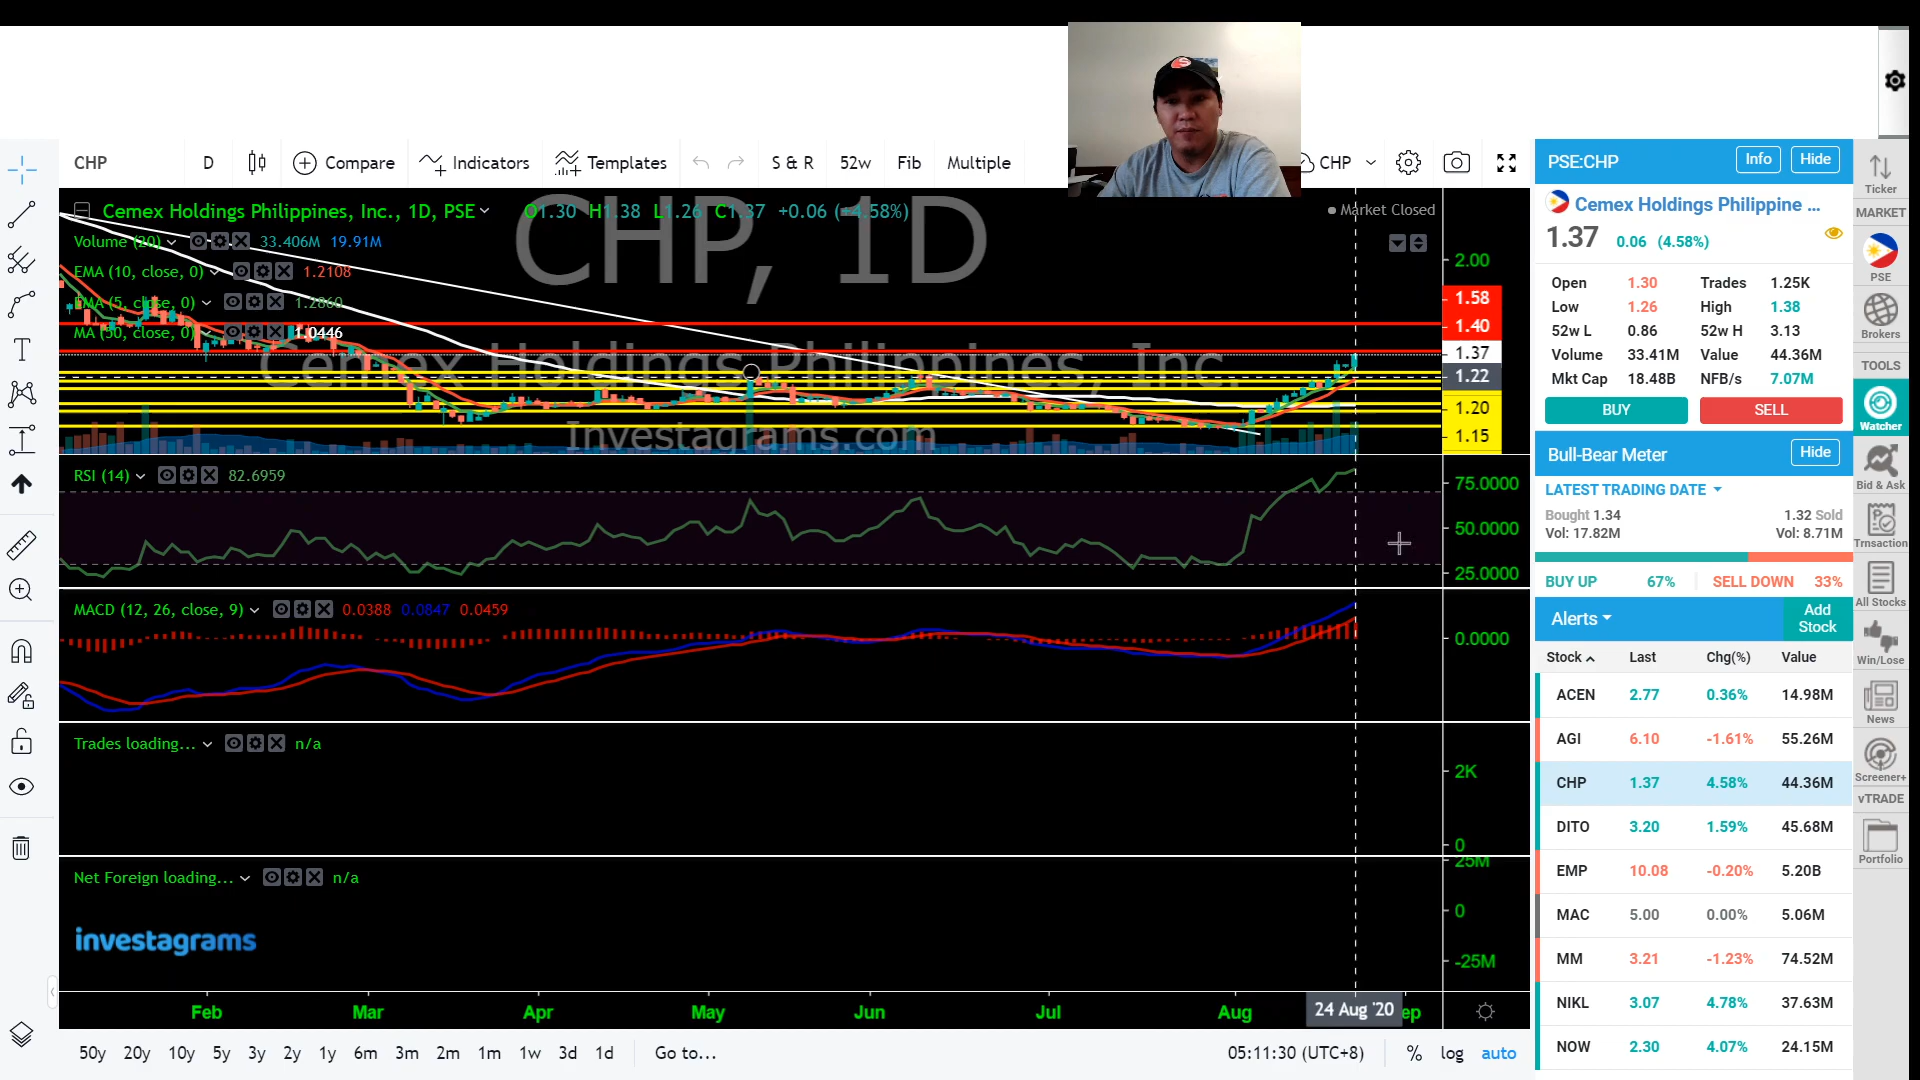 CHP
D
Compare
Indicators
Templates
S & R
52w
Fib
Multiple
CHP
Cemex Holdings Philippines, Inc., 1D, PSE O1.30 H1.38 L1.26 C1.37 +0.06 (+4.58%)
Market Closed
Volume (20) 33.406M 19.91M
EMA (10, close, 0) 1.2108
EMA (5, close, 0) 1.2860
MA (50, close, 0) 1.0446
CHP, 1D
Cemex Holdings Philippines, Inc.
Investagrams.com
2.00
1.58
1.40
1.37
1.22
1.20
1.15
RSI (14) 82.6959
75.0000
50.0000
25.0000
MACD (12, 26, close, 9) 0.0388 0.0847 0.0459
0.0000
Trades loading... n/a
2K
0
Net Foreign loading... n/a
25M
0
-25M
investagrams
Feb
Mar
Apr
May
Jun
Jul
Aug
24 Aug '20
ep
50y 20y 10y 5y 3y 2y 1y 6m 3m 2m 1m 1w 3d 1d Go to...
05:11:30 (UTC+8) % log auto
PSE:CHP Info Hide
Cemex Holdings Philippine ...
1.37 0.06 (4.58%)
Open 1.30 Trades 1.25K
Low 1.26 High 1.38
52w L 0.86 52w H 3.13
Volume 33.41M Value 44.36M
Mkt Cap 18.48B NFB/s 7.07M
BUY SELL
Bull-Bear Meter Hide
LATEST TRADING DATE
Bought 1.34 1.32 Sold
Vol: 17.82M Vol: 8.71M
BUY UP 67% SELL DOWN 33%
Alerts Add Stock
Stock Last Chg(%) Value
ACEN 2.77 0.36% 14.98M
AGI 6.10 -1.61% 55.26M
CHP 1.37 4.58% 44.36M
DITO 3.20 1.59% 45.68M
EMP 10.08 -0.20% 5.20B
MAC 5.00 0.00% 5.06M
MM 3.21 -1.23% 74.52M
NIKL 3.07 4.78% 37.63M
NOW 2.30 4.07% 24.15M
Ticker
MARKET
PSE
Brokers
TOOLS
Watcher
Bid & Ask
Trnsaction
All Stocks
Win/Lose
News
Screener+
vTRADE
Portfolio